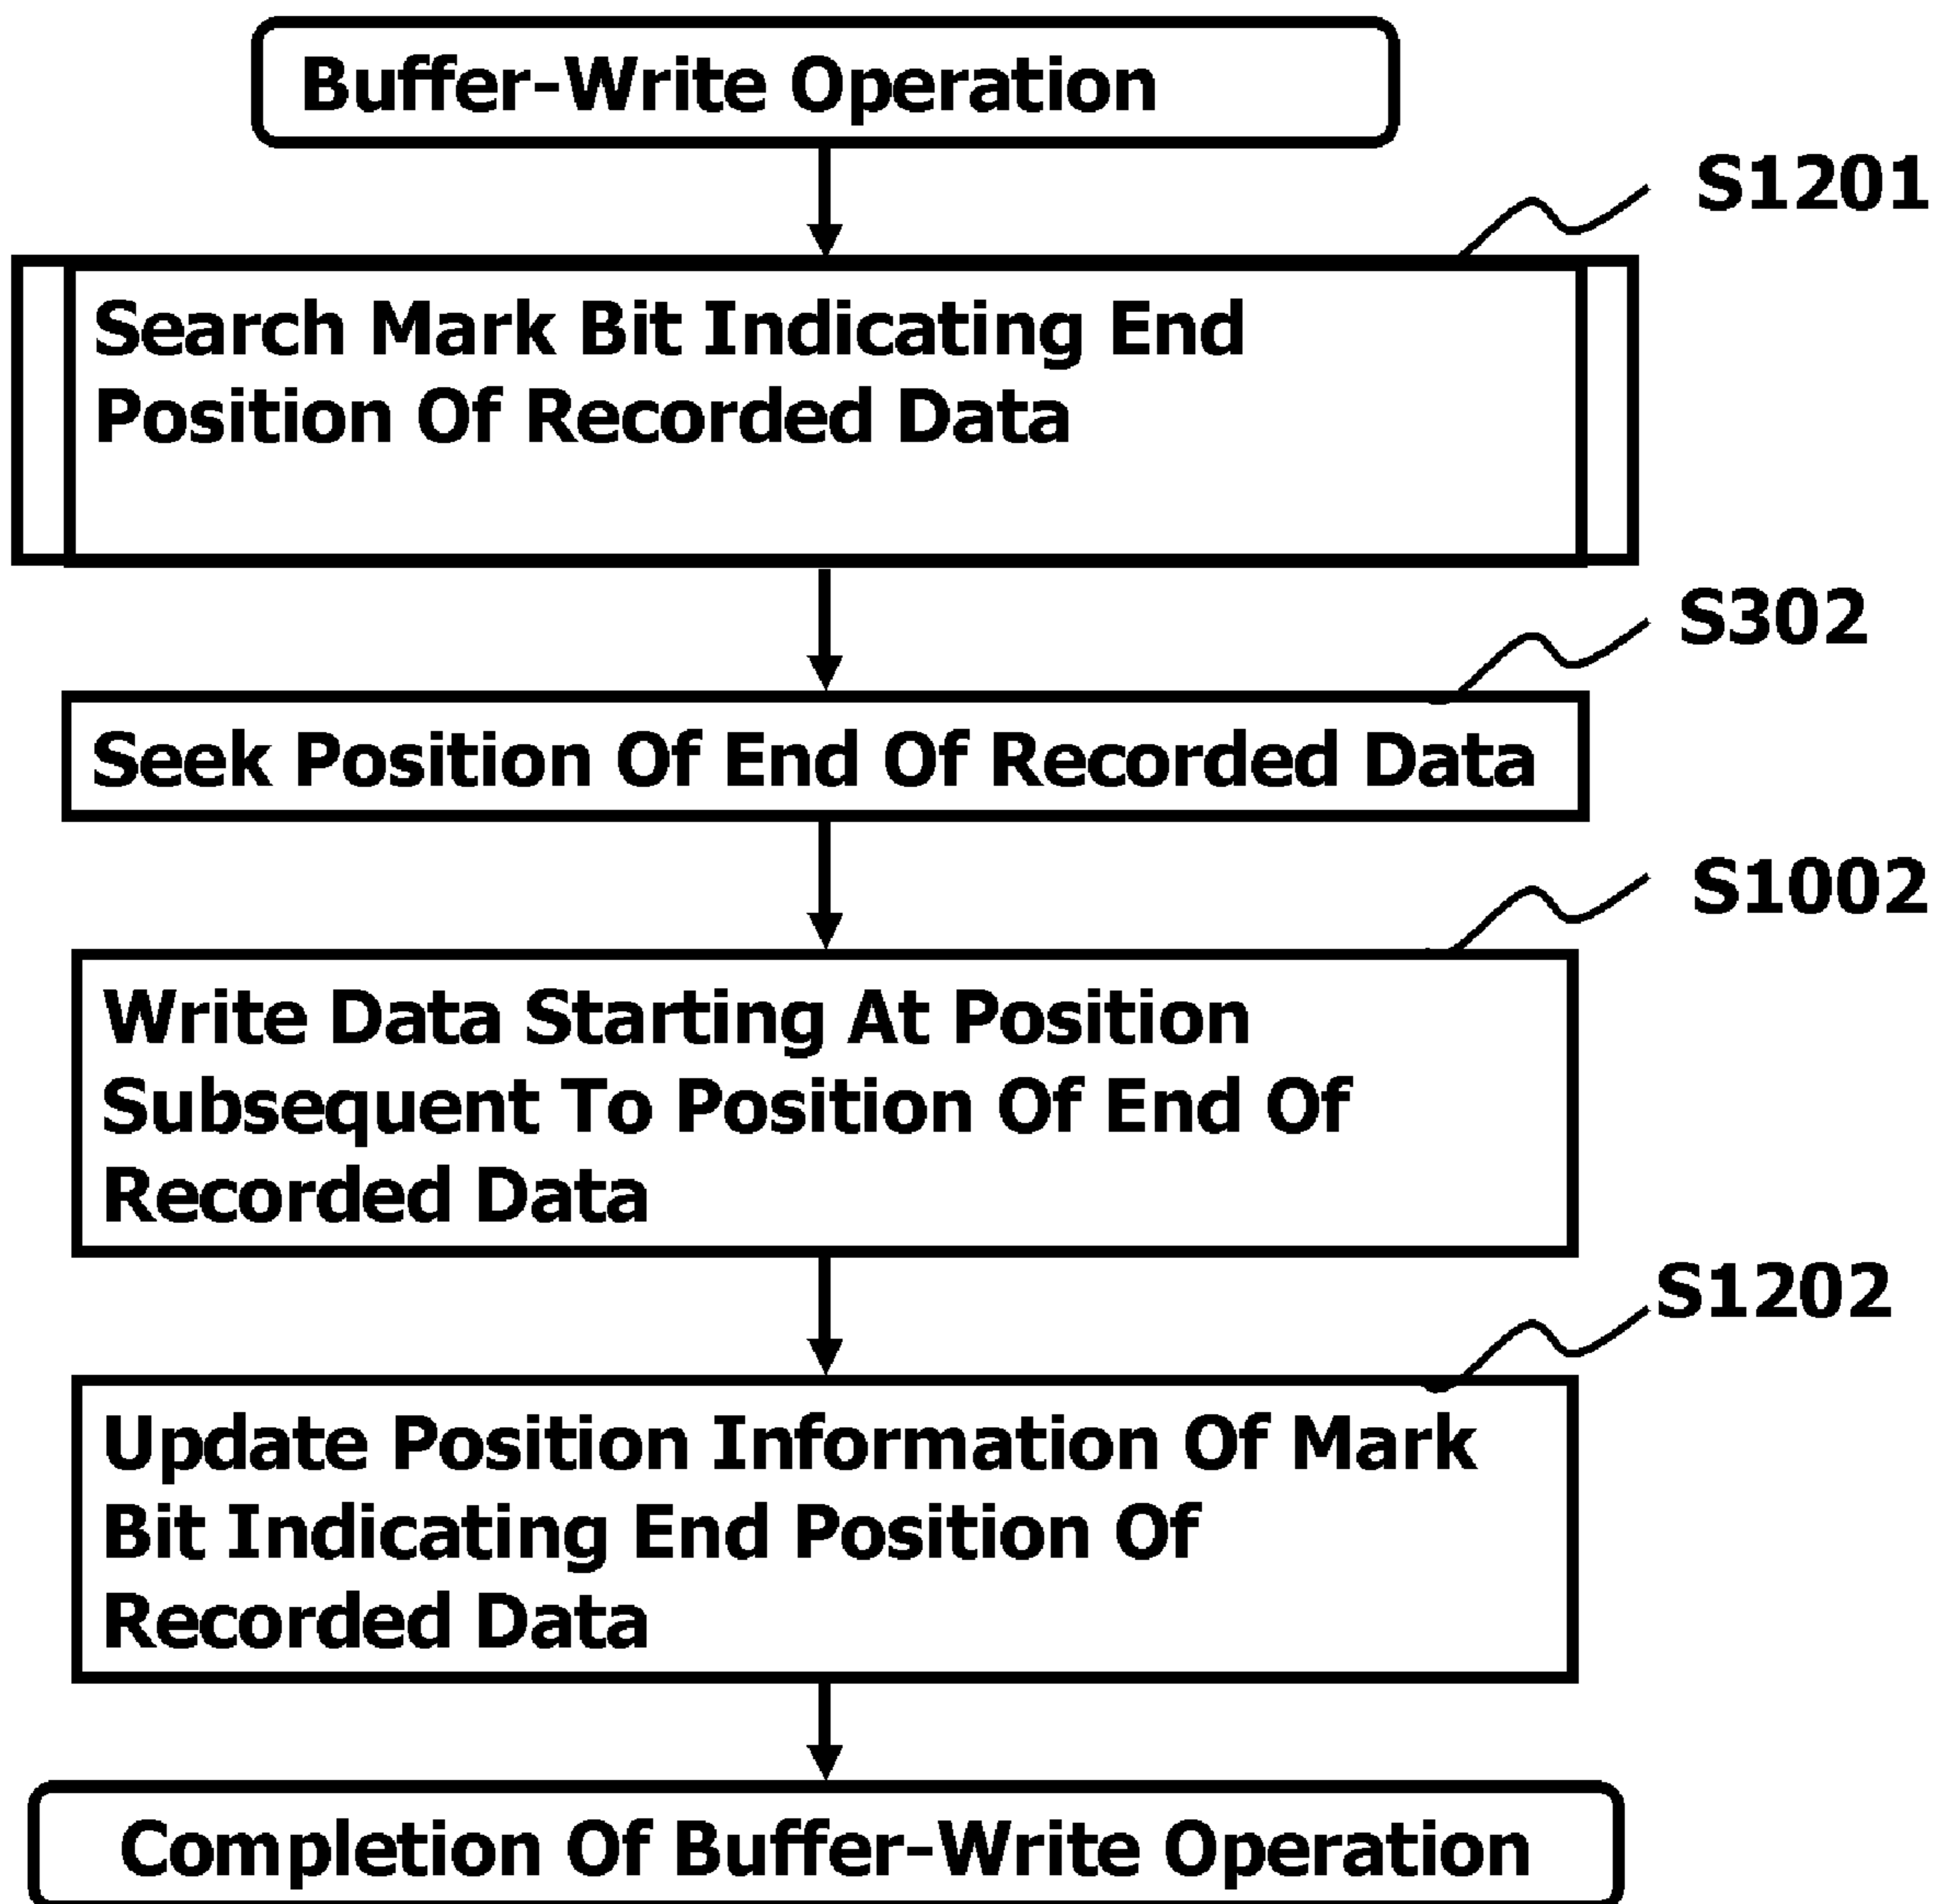 Buffer-Write Operation
S1201
Search Mark Bit Indicating End
Position Of Recorded Data
S302
Seek Position Of End Of Recorded Data
S1002
Write Data Starting At Position
Subsequent To Position Of End Of
Recorded Data
S1202
Update Position Information Of Mark
Bit Indicating End Position Of
Recorded Data
Completion Of Buffer-Write Operation